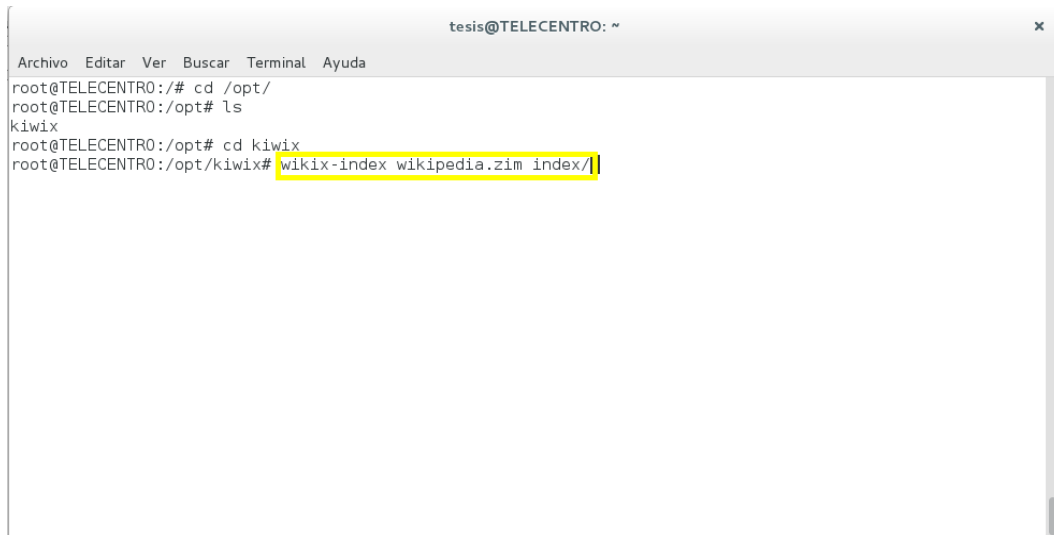 tesis@TELECENTRO: ~
×
Archivo Editar Ver Buscar Terminal Ayuda
root@TELECENTRO:/# cd /opt/
root@TELECENTRO:/opt# ls
kiwix
root@TELECENTRO:/opt# cd kiwix
root@TELECENTRO:/opt/kiwix# wikix-index wikipedia.zim index/